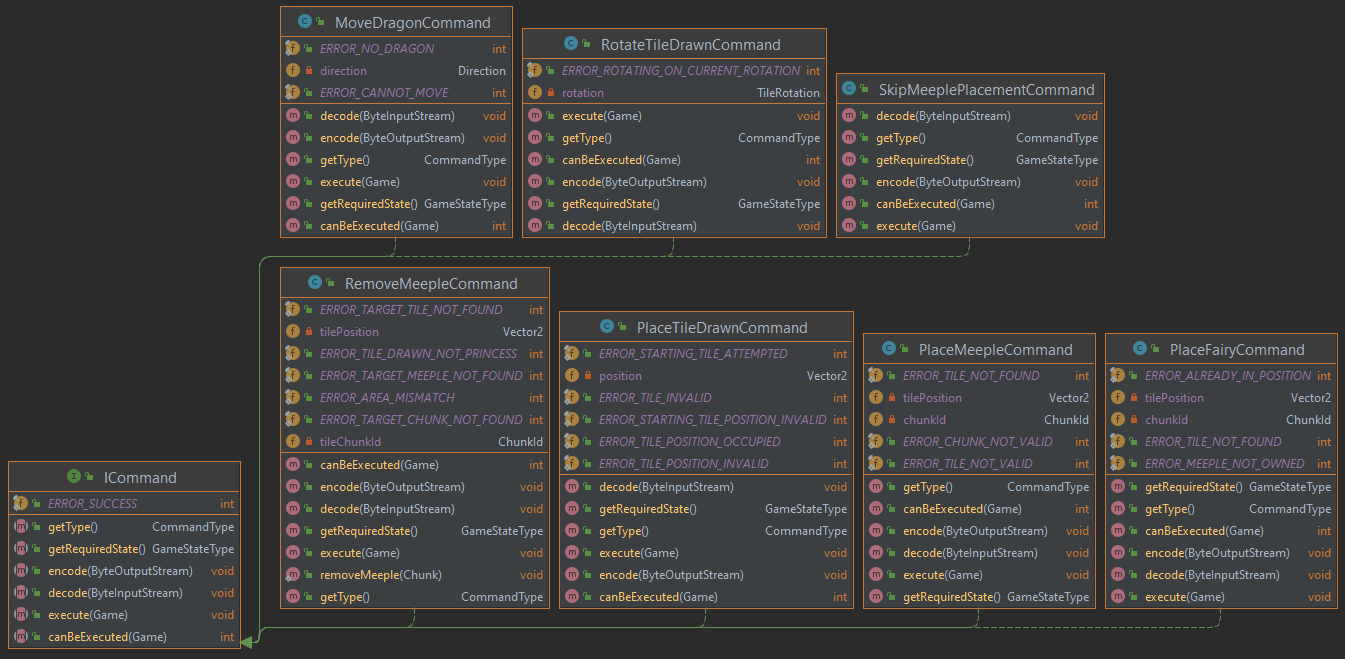 MoveDragonCommand
ERROR_NO_DRAGON int
direction Direction
ERROR_CANNOT_MOVE int
decode(ByteInputStream) void
encode(ByteOutputStream) void
getType() CommandType
execute(Game) void
getRequiredState() GameStateType
canBeExecuted(Game) int
RotateTileDrawnCommand
ERROR_ROTATING_ON_CURRENT_ROTATION int
rotation TileRotation
execute(Game) void
getType() CommandType
canBeExecuted(Game) int
encode(ByteOutputStream) void
getRequiredState() GameStateType
decode(ByteInputStream) void
SkipMeeplePlacementCommand
decode(ByteInputStream) void
getType() CommandType
getRequiredState() GameStateType
encode(ByteOutputStream) void
canBeExecuted(Game) int
execute(Game) void
RemoveMeepleCommand
ERROR_TARGET_TILE_NOT_FOUND int
tilePosition Vector2
ERROR_TILE_DRAWN_NOT_PRINCESS int
ERROR_TARGET_MEEPLE_NOT_FOUND int
ERROR_AREA_MISMATCH int
ERROR_TARGET_CHUNK_NOT_FOUND int
tileChunkId ChunkId
canBeExecuted(Game) int
encode(ByteOutputStream) void
decode(ByteInputStream) void
getRequiredState() GameStateType
execute(Game) void
removeMeeple(Chunk) void
getType() CommandType
PlaceTileDrawnCommand
ERROR_STARTING_TILE_ATTEMPTED int
position Vector2
ERROR_TILE_INVALID int
ERROR_STARTING_TILE_POSITION_INVALID int
ERROR_TILE_POSITION_OCCUPIED int
ERROR_TILE_POSITION_INVALID int
decode(ByteInputStream) void
getRequiredState() GameStateType
getType() CommandType
execute(Game) void
encode(ByteOutputStream) void
canBeExecuted(Game) int
PlaceMeepleCommand
ERROR_TILE_NOT_FOUND int
tilePosition Vector2
chunkId ChunkId
ERROR_CHUNK_NOT_VALID int
ERROR_TILE_NOT_VALID int
getType() CommandType
canBeExecuted(Game) int
encode(ByteOutputStream) void
decode(ByteInputStream) void
execute(Game) void
getRequiredState() GameStateType
PlaceFairyCommand
ERROR_ALREADY_IN_POSITION int
tilePosition Vector2
chunkId ChunkId
ERROR_TILE_NOT_FOUND int
ERROR_MEEPLE_NOT_OWNED int
getRequiredState() GameStateType
getType() CommandType
canBeExecuted(Game) int
encode(ByteOutputStream) void
decode(ByteInputStream) void
execute(Game) void
ICommand
ERROR_SUCCESS int
getType() CommandType
getRequiredState() GameStateType
encode(ByteOutputStream) void
decode(ByteInputStream) void
execute(Game) void
canBeExecuted(Game) int